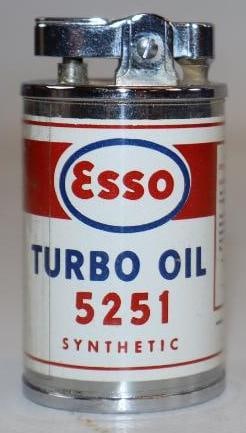 Esso
TURBO OIL
5251
SYNTHETIC